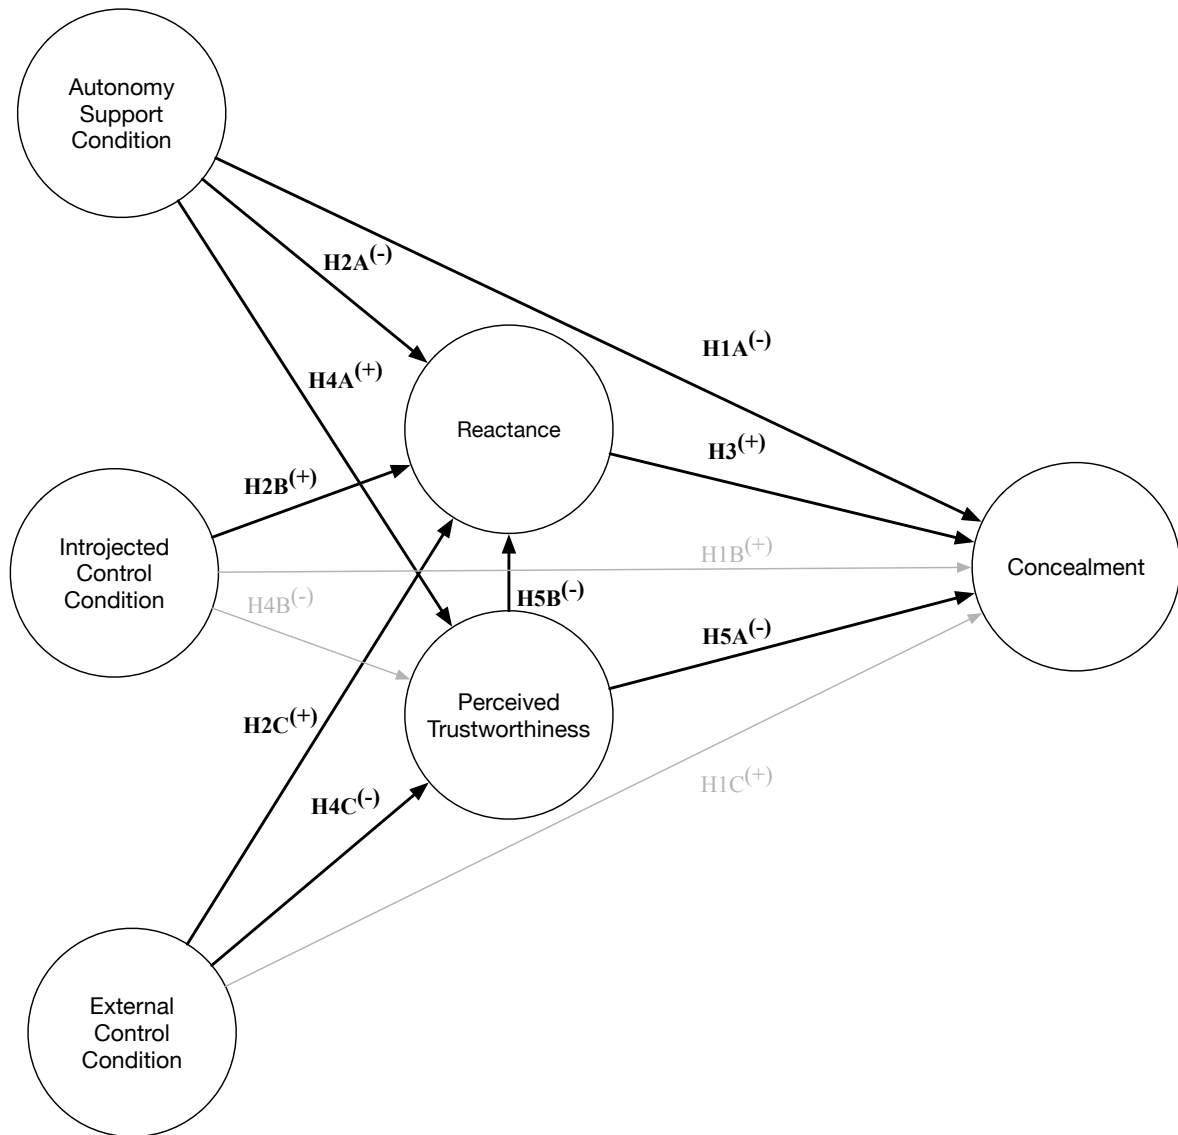 Autonomy
Support
Condition
H2A(-)
H1A(-)
H4A(+)
Reactance
H3(+)
H2B(+)
Introjected
Control
Condition
H1B(+)
Concealment
H4B(-)
H5B(-)
H5A(-)
Perceived
Trustworthiness
H2C(+)
H1C(+)
H4C(-)
External
Control
Condition